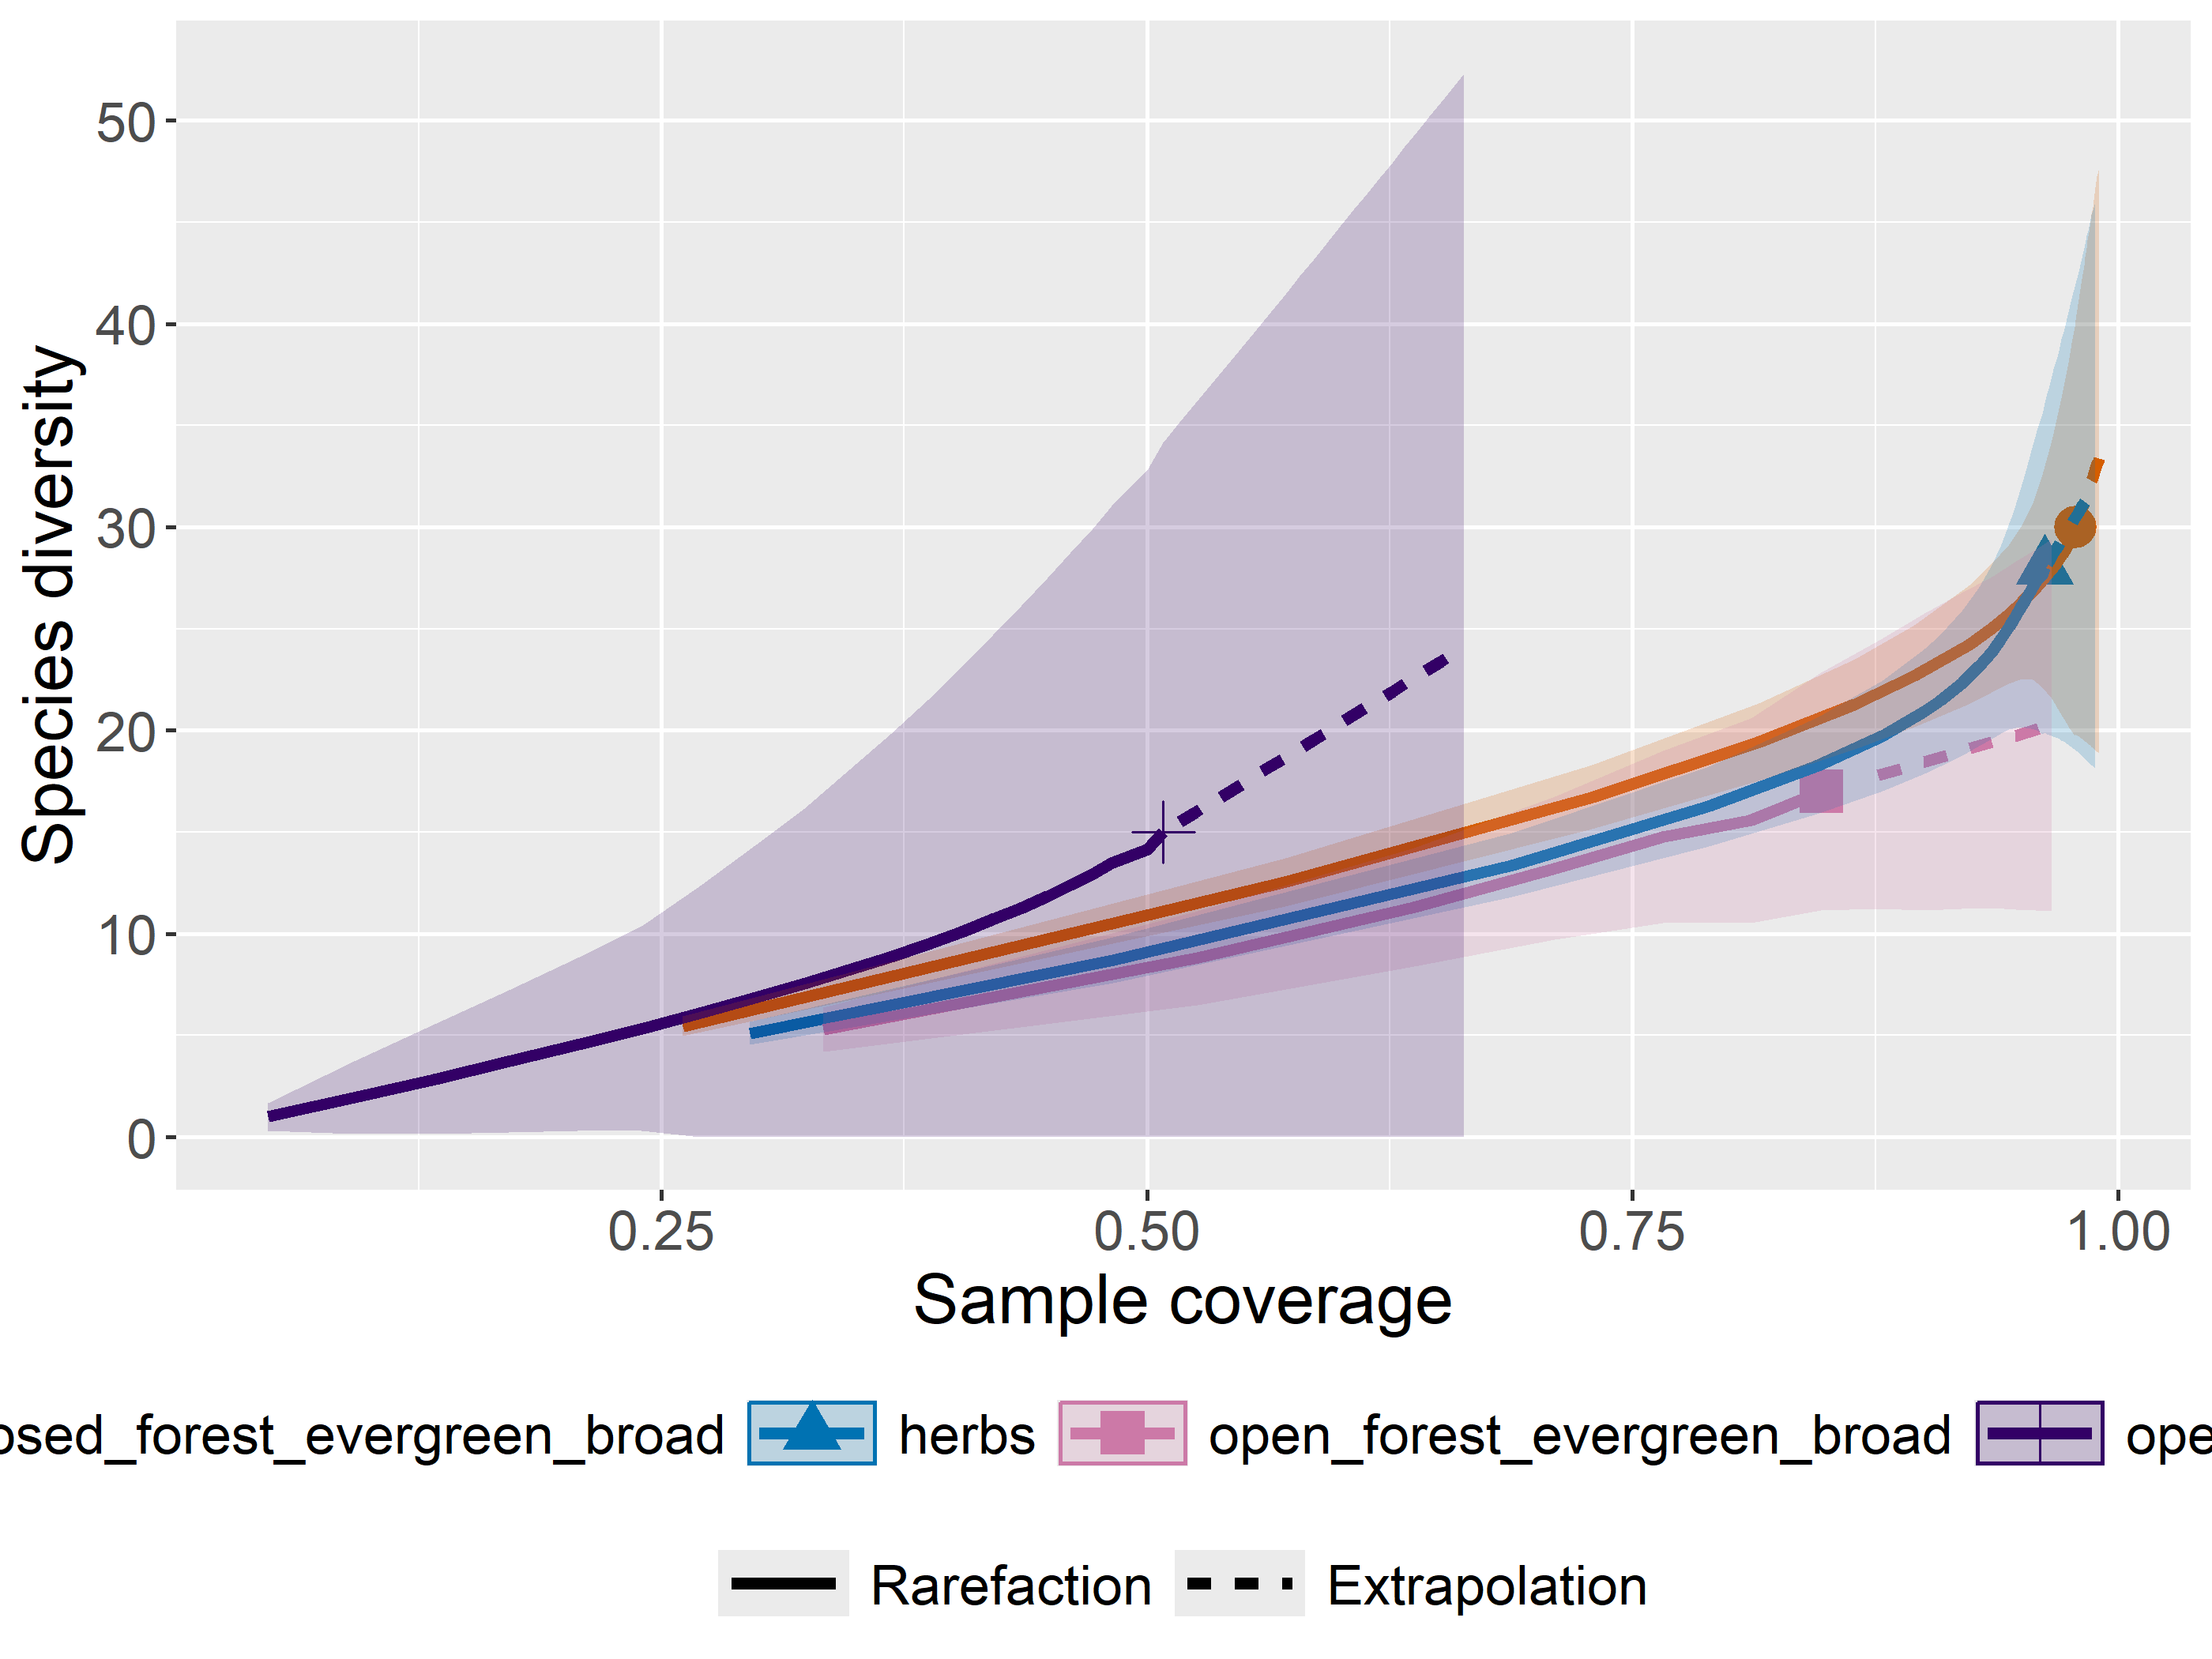 Species diversity
50
40
30
20
10
0
0.25 0.50 0.75 1.00
Sample coverage
osed_forest_evergreen_broad herbs open_forest_evergreen_broad ope
Rarefaction Extrapolation